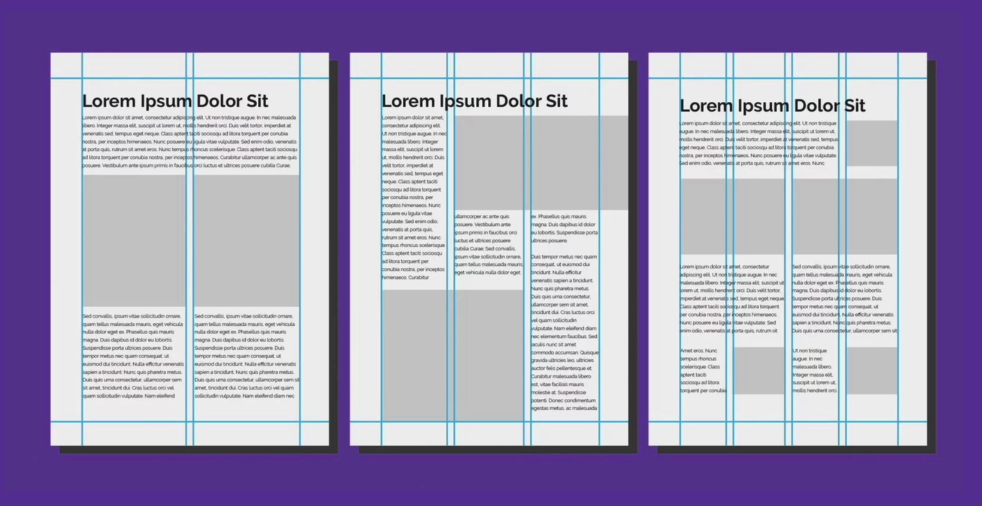 Lorem Ipsum Dolor Sit
Lorem ipsum dolor sit amet, consectetur adipiscing elit. Ut non tristique augue. In nec malesuada
libero. Integer massa elit, suscipit ut lorem ut, mollis hendrerit orci. Duis velit tortor, imperdiet at
venenatis sed, tempus eget neque. Class aptent taciti sociosqu ad litora torquent per conubia
nostra, per inceptos himenaeos. Nunc posuere eu ligula vitae vulputate. Sed enim odio, venenatis
at porta quis, rutrum sit amet eros. Nunc tempus rhoncus scelerisque. Class aptent taciti sociosqu
ad litora torquent per conubia nostra, per inceptos himenaeos. Curabitur ullamcorper ac ante quis
posuere. Vestibulum ante ipsum primis in faucibus orci luctus et ultrices posuere cubilia Curae.
Sed convallis, ipsum vitae sollicitudin ornare,
quam tellus malesuada mauris, eget vehicula
nulla dolor eget ex. Phasellus quis mauris
magna. Duis dapibus id dolor eu lobortis.
Suspendisse porta ultrices posuere. Duis
tempor metus quam consequat, ut
euismod dui tincidunt. Nulla efficitur venenatis
sapien a tincidunt. Nunc quis pharetra metus.
Duis quis urna consectetur, ullamcorper sem
sit amet, tincidunt dui. Cras luctus orci vel
quam sollicitudin vulputate. Nam eleifend
Sed convallis, ipsum vitae sollicitudin ornare,
quam tellus malesuada mauris, eget vehicula
nulla dolor eget ex. Phasellus quis mauris
magna. Duis dapibus id dolor eu lobortis.
Suspendisse porta ultrices posuere. Duis
tempor metus quam consequat, ut
euismod dui tincidunt. Nulla efficitur venenatis
sapien a tincidunt. Nunc quis pharetra metus.
Duis quis urna consectetur, ullamcorper sem sit
amet, tincidunt dui. Cras luctus orci vel quam
sollicitudin vulputate. Nam eleifend diam nec
Lorem Ipsum Dolor Sit
Lorem ipsum dolor sit amet,
consectetur adipiscing elit.
Ut non tristique augue. In nec
malesuada libero. Integer
massa elit, suscipit ut lorem
ut, mollis hendrerit orci. Duis
velit tortor, imperdiet at
venenatis sed, tempus eget
neque. Class aptent taciti
sociosqu ad litora torquent
per conubia nostra, per
inceptos himenaeos. Nunc
posuere eu ligula vitae
vulputate. Sed enim odio,
venenatis at porta quis,
rutrum sit amet eros. Nunc
tempus rhoncus scelerisque.
Class aptent taciti sociosqu
ad litora torquent per
conubia nostra, per inceptos
himenaeos. Curabitur
ullamcorper ac ante quis
posuere. Vestibulum ante
ipsum primis in faucibus orci
luctus et ultrices posuere
cubilia Curae. Sed convallis,
ipsum vitae sollicitudin ornare,
quam tellus malesuada mauris,
eget vehicula nulla dolor eget
ex. Phasellus quis mauris
magna. Duis dapibus id dolor
eu lobortis. Suspendisse porta
ultrices posuere.
Duis tempor metus quam
consequat, ut euismod dui
tincidunt. Nulla efficitur
venenatis sapien a tincidunt.
Nunc quis pharetra metus.
Duis quis urna consectetur,
ullamcorper sem sit amet,
tincidunt dui. Cras luctus orci
vel quam sollicitudin
vulputate. Nam eleifend diam
nec elementum faucibus. Sed
iaculis nunc sit amet
commodo accumsan. Quisque
gravida ultricies leo, ultricies
auctor felis pellentesque et.
Curabitur malesuada libero
est, vitae facilisis mauris
molestie at. Suspendisse
potenti. Donec condimentum
egestas metus, ac malesuada
Lorem Ipsum Dolor Sit
Lorem ipsum dolor sit amet, consectetur adipiscing elit. Ut non tristique
augue. In nec malesuada libero. Integer massa elit, suscipit ut lorem
ut, mollis hendrerit orci. Duis velit tortor, imperdiet at venenatis sed, tempus
eget neque. Class aptent taciti sociosqu ad litora torquent per conubia
nostra, per inceptos himenaeos. Nunc posuere eu ligula vitae vulputate.
Sed enim odio, venenatis at porta quis, rutrum sit amet eros. Nunc
Lorem ipsum dolor sit amet, consectetur
adipiscing elit. Ut non tristique augue. In nec
malesuada libero. Integer massa elit, suscipit ut
lorem ut, mollis hendrerit orci. Duis velit tortor,
imperdiet at venenatis sed, tempus eget neque.
Class aptent taciti sociosqu ad litora torquent
per conubia nostra, per inceptos himenaeos.
Nunc posuere eu ligula vitae vulputate. Sed
enim odio, venenatis at porta quis, rutrum sit
Sed convallis, ipsum vitae sollicitudin ornare,
quam tellus malesuada mauris, eget vehicula
nulla dolor eget ex. Phasellus quis mauris
magna. Duis dapibus id dolor eu lobortis.
Suspendisse porta ultrices posuere. Duis
tempor metus quam consequat, ut euismod dui
tincidunt. Nulla efficitur venenatis sapien a
tincidunt. Nunc quis pharetra metus.
Duis quis urna consectetur, ullamcorper sem sit
Amet eros. Nunc
tempus rhoncus
scelerisque. Class
aptent taciti
sociosqu ad litora
torquent per conubia
Ut non tristique
augue. In nec
malesuada libero.
Integer massa elit,
suscipit ut lorem ut,
mollis hendrerit orci.